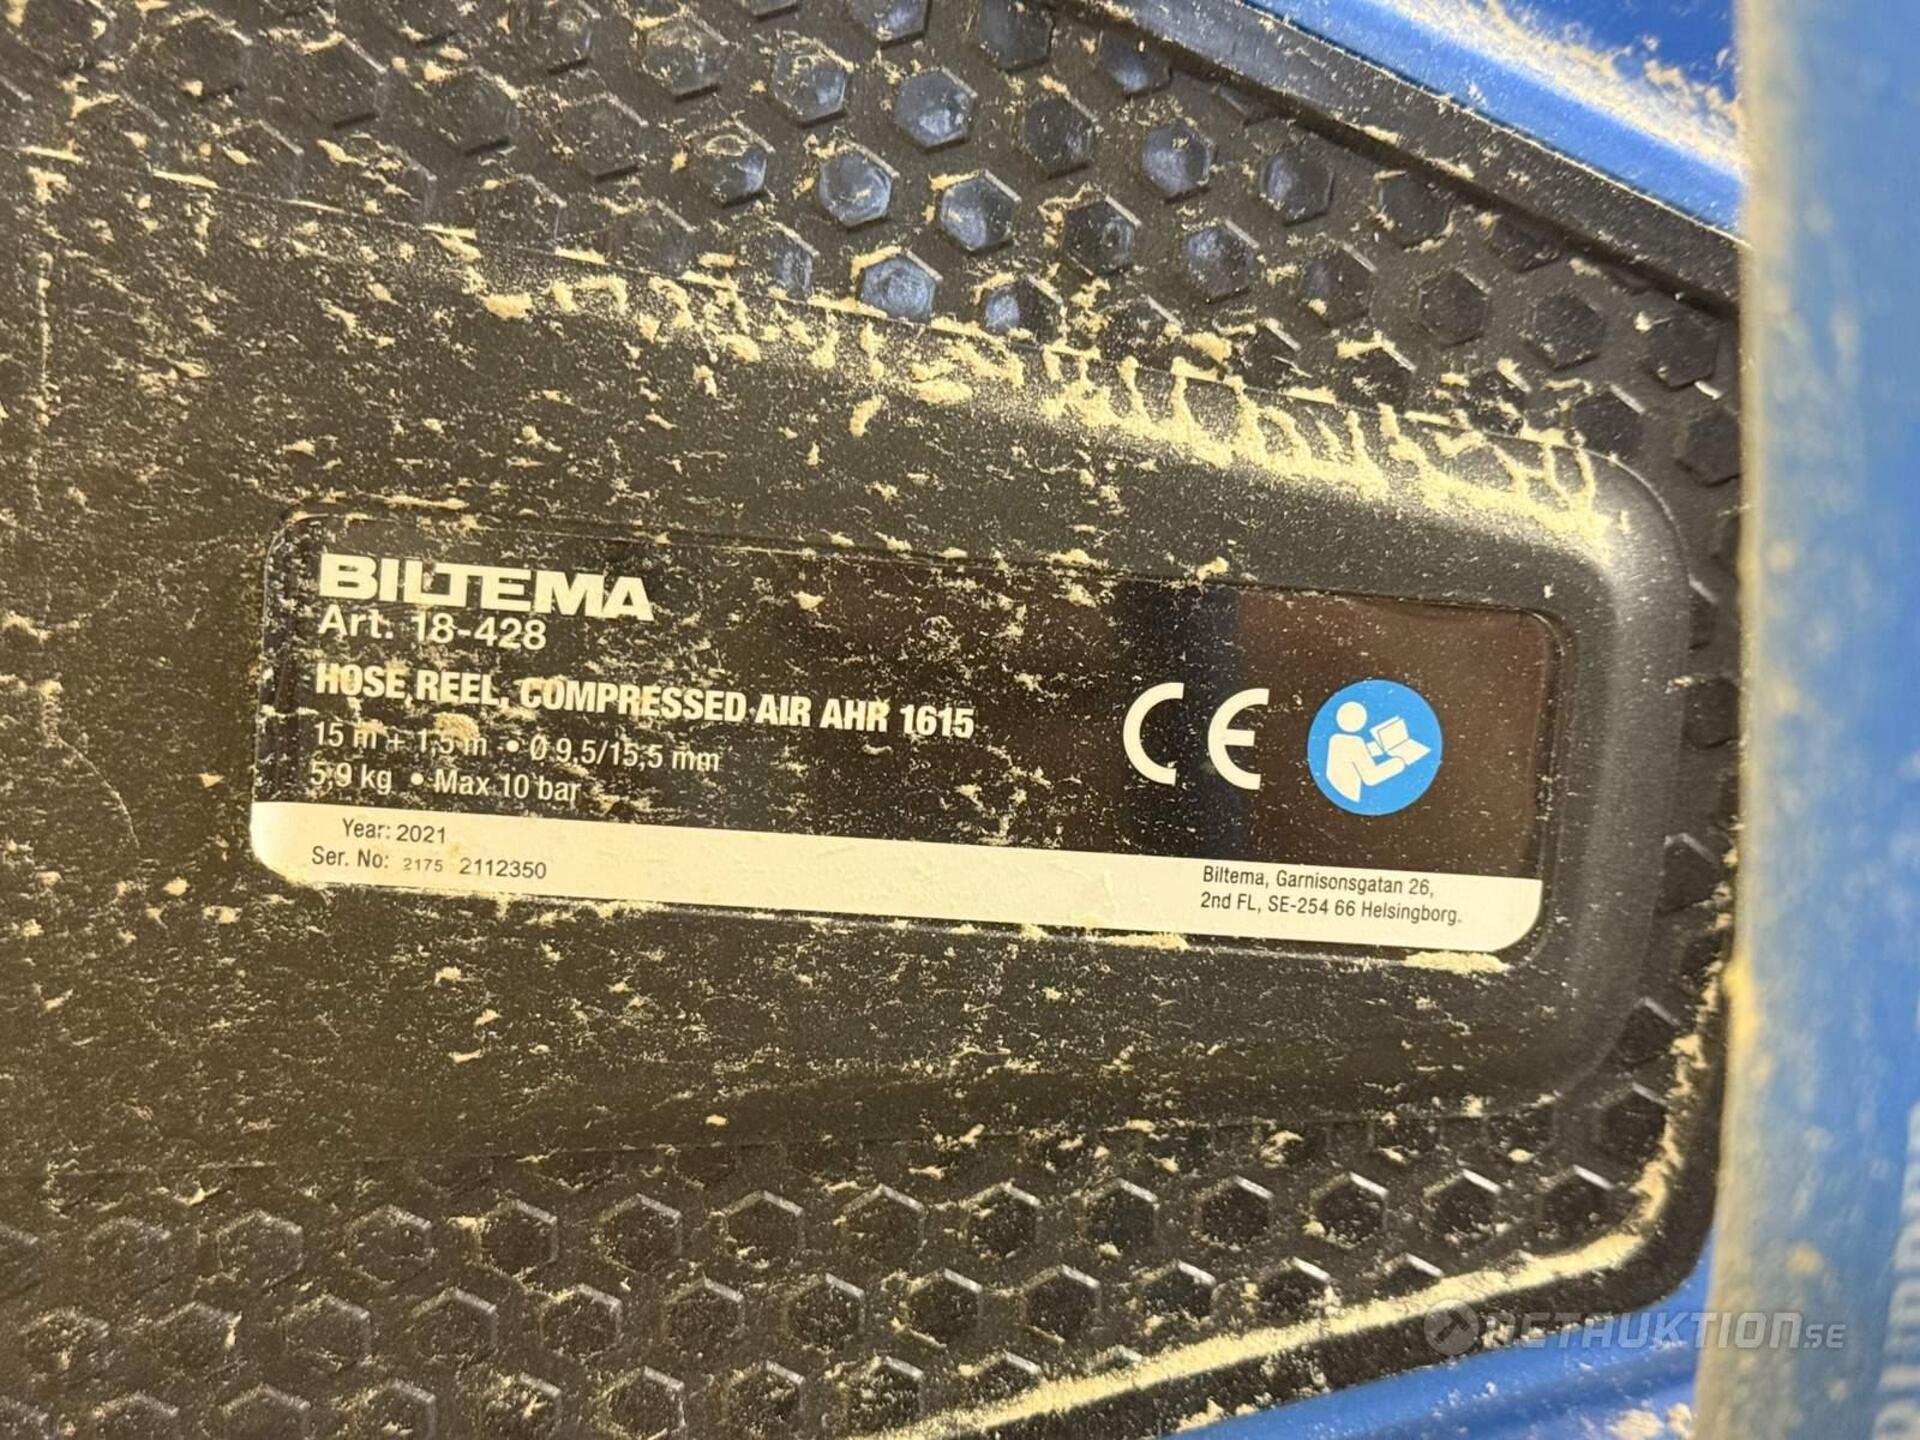 BILTEMA
Art. 18-428
HOSE REEL, COMPRESSED AIR AHR 1615
15 m + 1,5 m • Ø 9,5/15,5 mm
5,9 kg • Max 10 bar
CE
Year: 2021
Ser. No: 2175 2112350
Biltema, Garnisonsgatan 26,
2nd FL, SE-254 66 Helsingborg.
RETRUKTION.SE